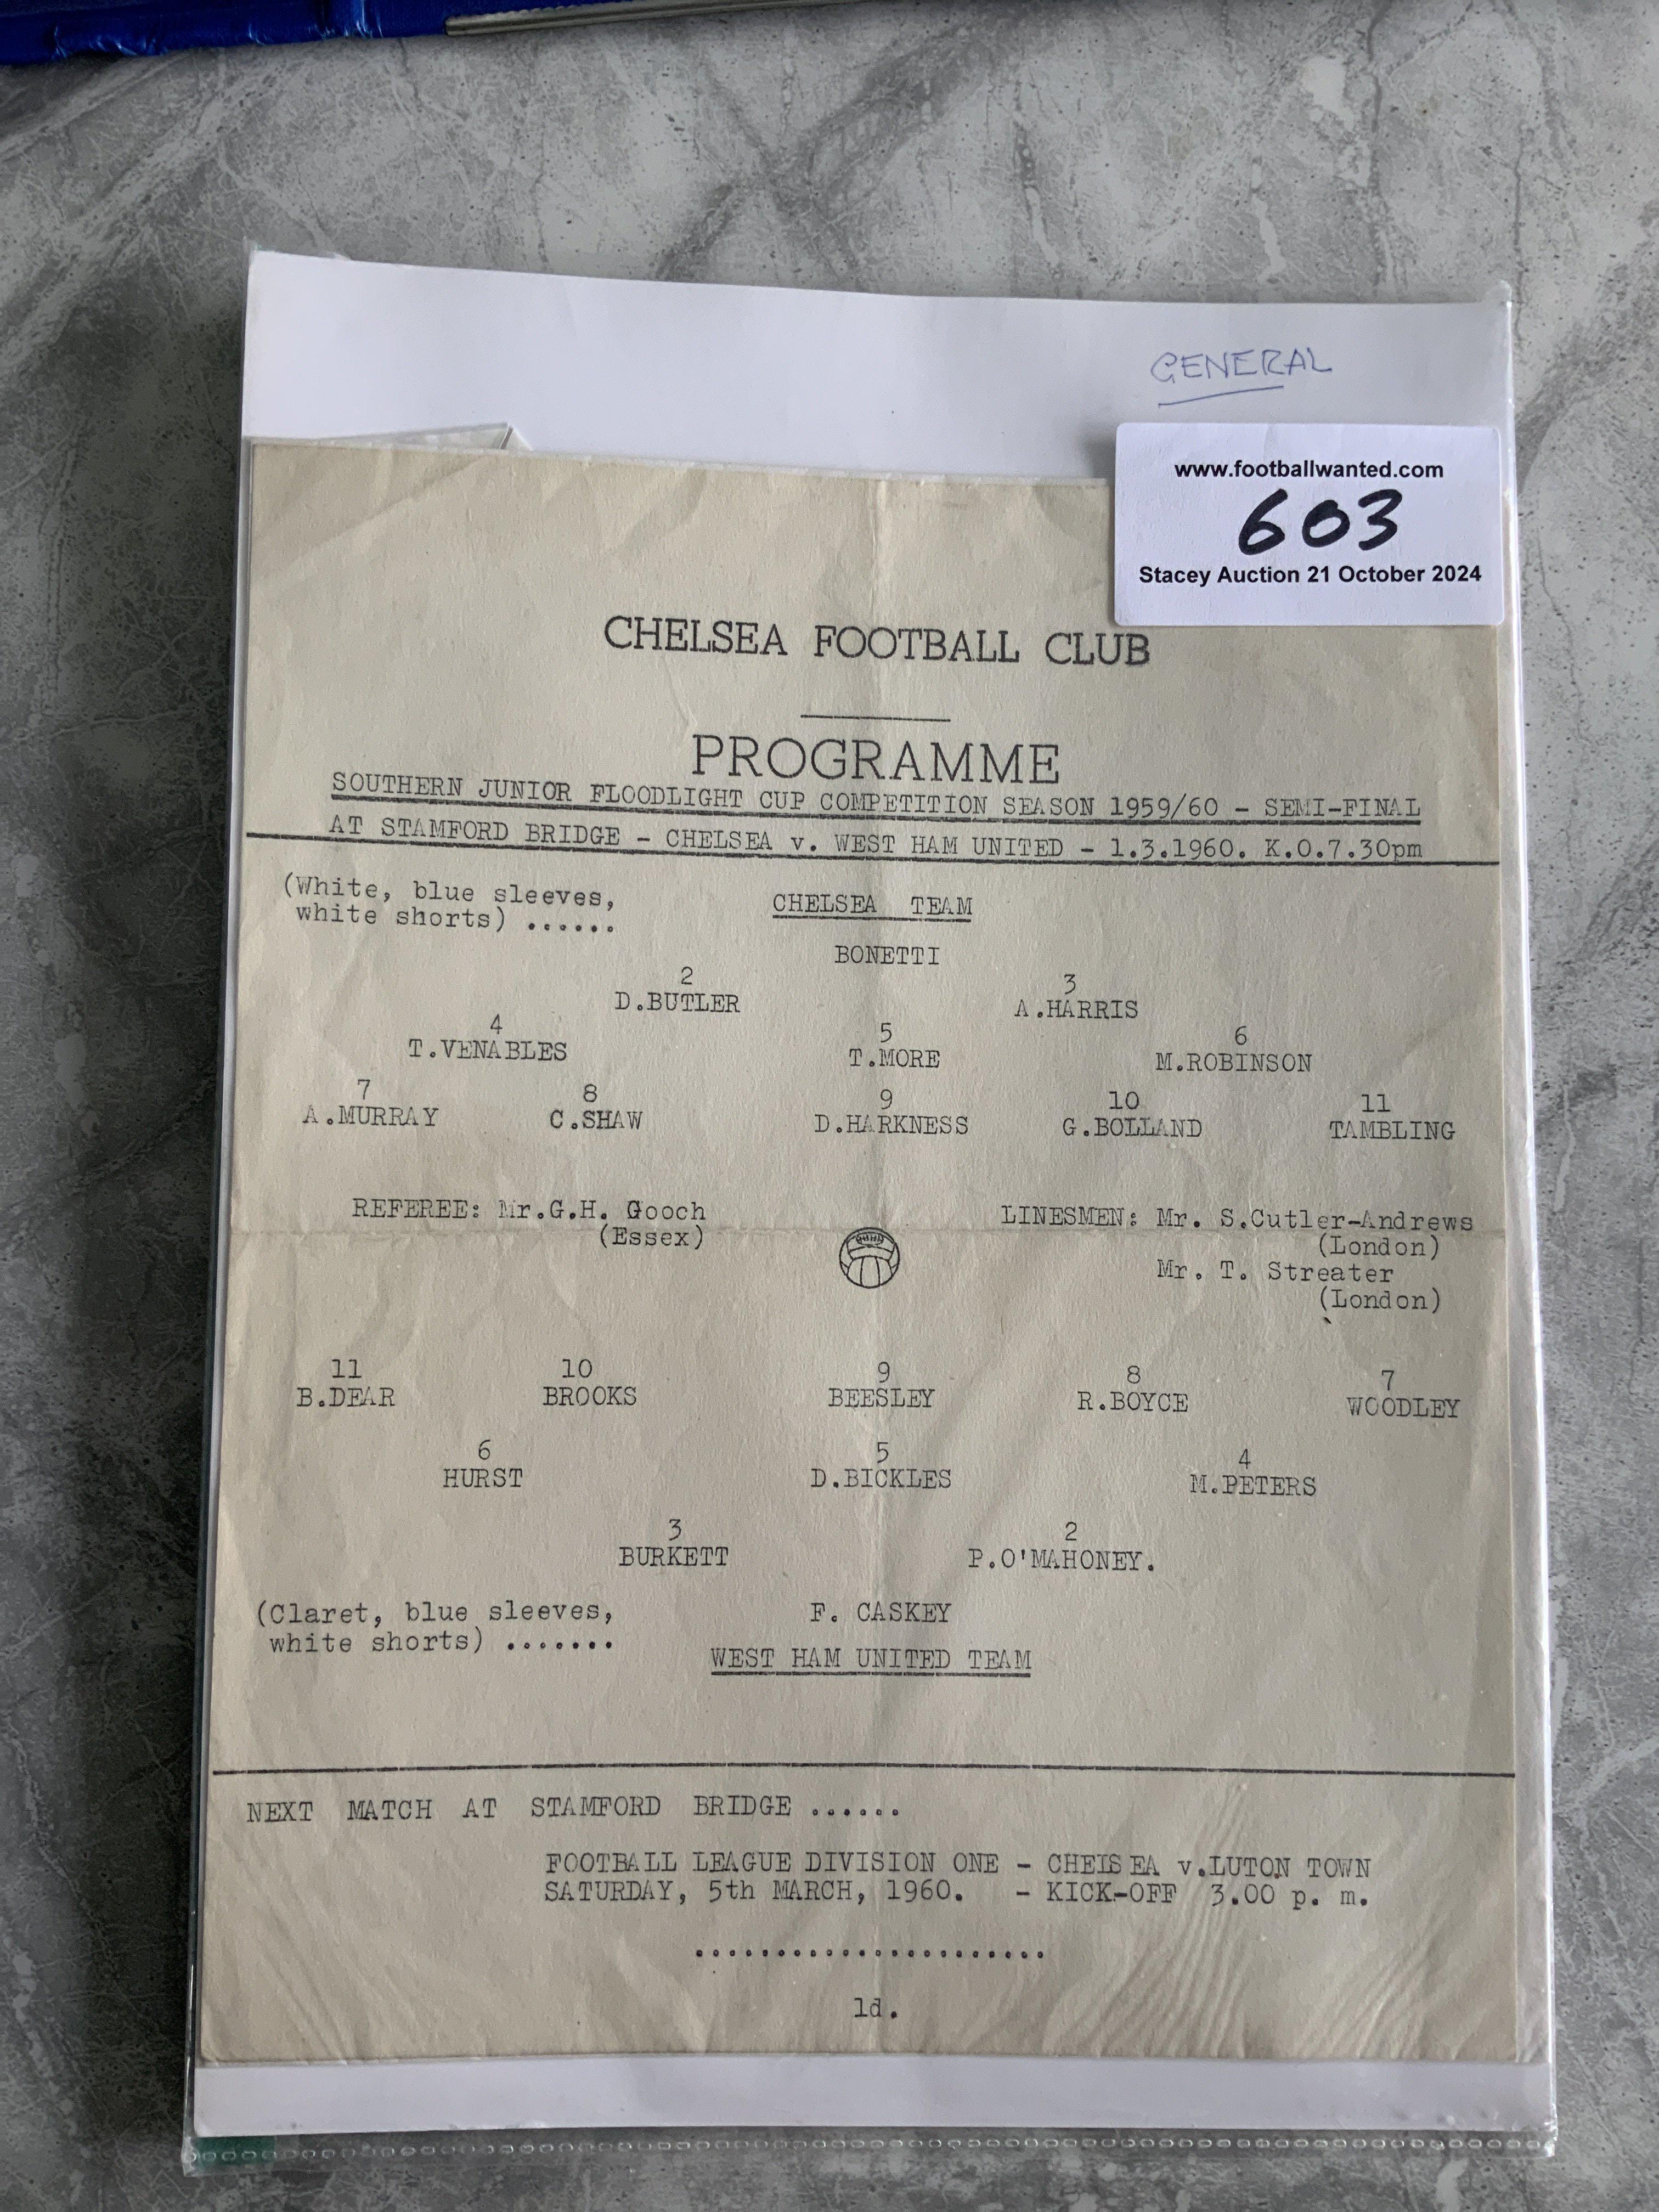 GENERAL
www.footballwanted.com
603
Stacey Auction 21 October 2024
CHELSEA FOOTBALL CLUB
PROGRAMME
SOUTHERN JUNIOR FLOODLIGHT CUP COMPETITION SEASON 1959/60 - SEMI-FINAL
AT STAMFORD BRIDGE - CHELSEA v. WEST HAM UNITED - 1.3.1960. K.O.7.30pm
(White, blue sleeves,
white shorts) ......
CHELSEA TEAM
BONETTI
2 3
D.BUTLER A.HARRIS
4 5 6
T.VENABLES T.MORE M.ROBINSON
7 8 9 10 11
A.MURRAY C.SHAW D.HARKNESS G.BOLLAND TAMBLING
REFEREE: Mr.G.H. Gooch LINESMEN: Mr. S.Cutler-Andrews
(Essex) (London)
Mr. T. Streater
(London)
11 10 9 8 7
B.DEAR BROOKS BEESLEY R.BOYCE WOODLEY
6 5 4
HURST D.BICKLES M.PETERS
3 2
BURKETT P.O'MAHONEY.
(Claret, blue sleeves, F. CASKEY
white shorts) .......
WEST HAM UNITED TEAM
NEXT MATCH AT STAMFORD BRIDGE ......
FOOTBALL LEAGUE DIVISION ONE - CHELSEA v.LUTON TOWN
SATURDAY, 5th MARCH, 1960. - KICK-OFF 3.00 p. m.
......................
1d.